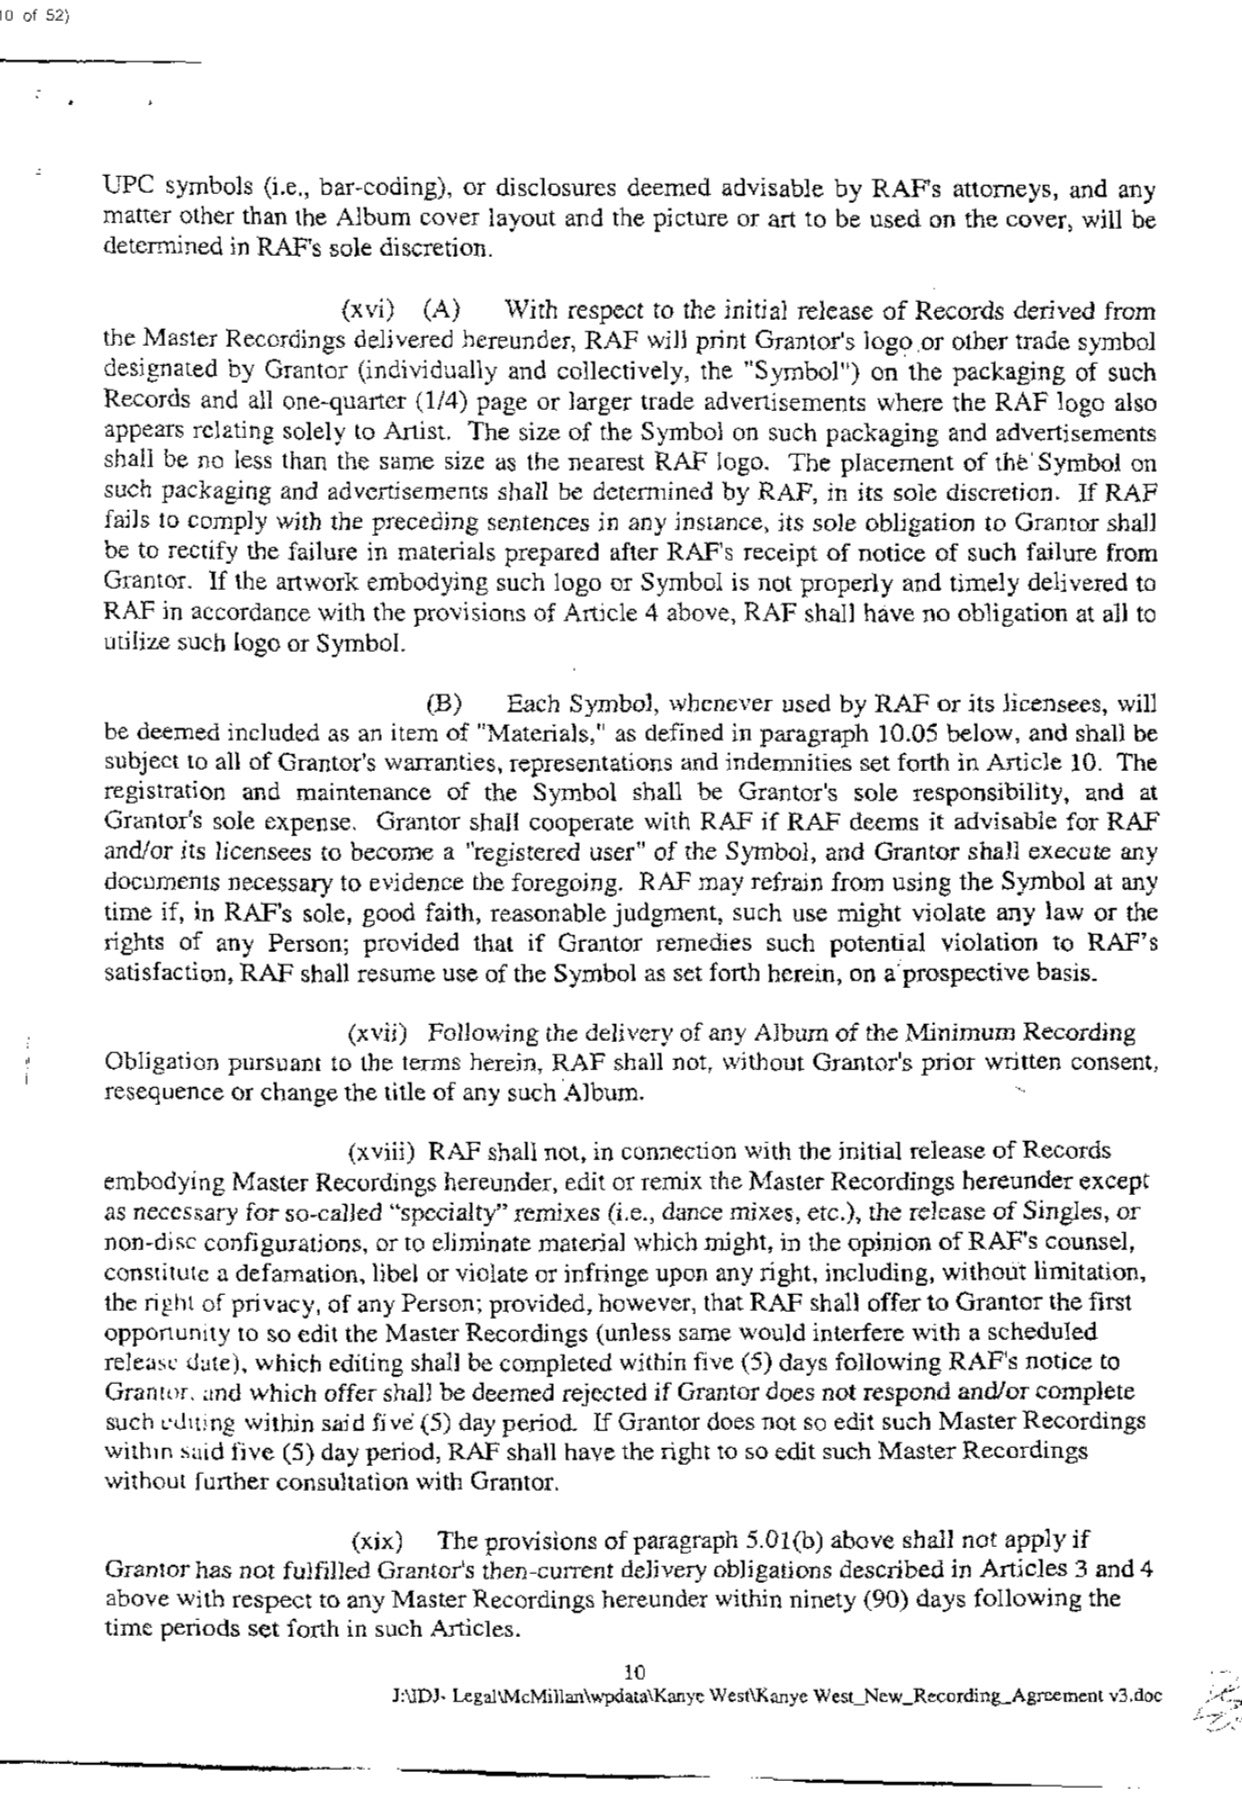 10 of 52)
UPC symbols (i.e., bar-coding), or disclosures deemed advisable by RAF's attorneys, and any
matter other than the Album cover layout and the picture or art to be used on the cover, will be
determined in RAF's sole discretion.
(xvi) (A) With respect to the initial release of Records derived from
the Master Recordings delivered hereunder, RAF will print Grantor's logo or other trade symbol
designated by Grantor (individually and collectively, the "Symbol") on the packaging of such
Records and all one-quarter (1/4) page or larger trade advertisements where the RAF logo also
appears relating solely to Artist. The size of the Symbol on such packaging and advertisements
shall be no less than the same size as the nearest RAF logo. The placement of the Symbol on
such packaging and advertisements shall be determined by RAF, in its sole discretion. If RAF
fails to comply with the preceding sentences in any instance, its sole obligation to Grantor shall
be to rectify the failure in materials prepared after RAF's receipt of notice of such failure from
Grantor. If the artwork embodying such logo or Symbol is not properly and timely delivered to
RAF in accordance with the provisions of Article 4 above, RAF shall have no obligation at all to
utilize such logo or Symbol.
(B) Each Symbol, whenever used by RAF or its licensees, will
be deemed included as an item of "Materials," as defined in paragraph 10.05 below, and shall be
subject to all of Grantor's warranties, representations and indemnities set forth in Article 10. The
registration and maintenance of the Symbol shall be Grantor's sole responsibility, and at
Grantor's sole expense. Grantor shall cooperate with RAF if RAF deems it advisable for RAF
and/or its licensees to become a "registered user" of the Symbol, and Grantor shall execute any
documents necessary to evidence the foregoing. RAF may refrain from using the Symbol at any
time if, in RAF's sole, good faith, reasonable judgment, such use might violate any law or the
rights of any Person; provided that if Grantor remedies such potential violation to RAF's
satisfaction, RAF shall resume use of the Symbol as set forth herein, on a prospective basis.
(xvii) Following the delivery of any Album of the Minimum Recording
Obligation pursuant to the terms herein, RAF shall not, without Grantor's prior written consent,
resequence or change the title of any such Album.
(xviii) RAF shall not, in connection with the initial release of Records
embodying Master Recordings hereunder, edit or remix the Master Recordings hereunder except
as necessary for so-called “specialty” remixes (i.e., dance mixes, etc.), the release of Singles, or
non-disc configurations, or to eliminate material which might, in the opinion of RAF's counsel,
constitute a defamation, libel or violate or infringe upon any right, including, without limitation,
the right of privacy, of any Person; provided, however, that RAF shall offer to Grantor the first
opportunity to so edit the Master Recordings (unless same would interfere with a scheduled
release date), which editing shall be completed within five (5) days following RAF's notice to
Grantor, and which offer shall be deemed rejected if Grantor does not respond and/or complete
such editing within said five (5) day period. If Grantor does not so edit such Master Recordings
within said five (5) day period, RAF shall have the right to so edit such Master Recordings
without further consultation with Grantor.
(xix) The provisions of paragraph 5.01(b) above shall not apply if
Grantor has not fulfilled Grantor's then-current delivery obligations described in Articles 3 and 4
above with respect to any Master Recordings hereunder within ninety (90) days following the
time periods set forth in such Articles.
10
J:\IDJ- Legal\McMillan\wpdata\Kanye West\Kanye West_New_Recording_Agreement v3.doc